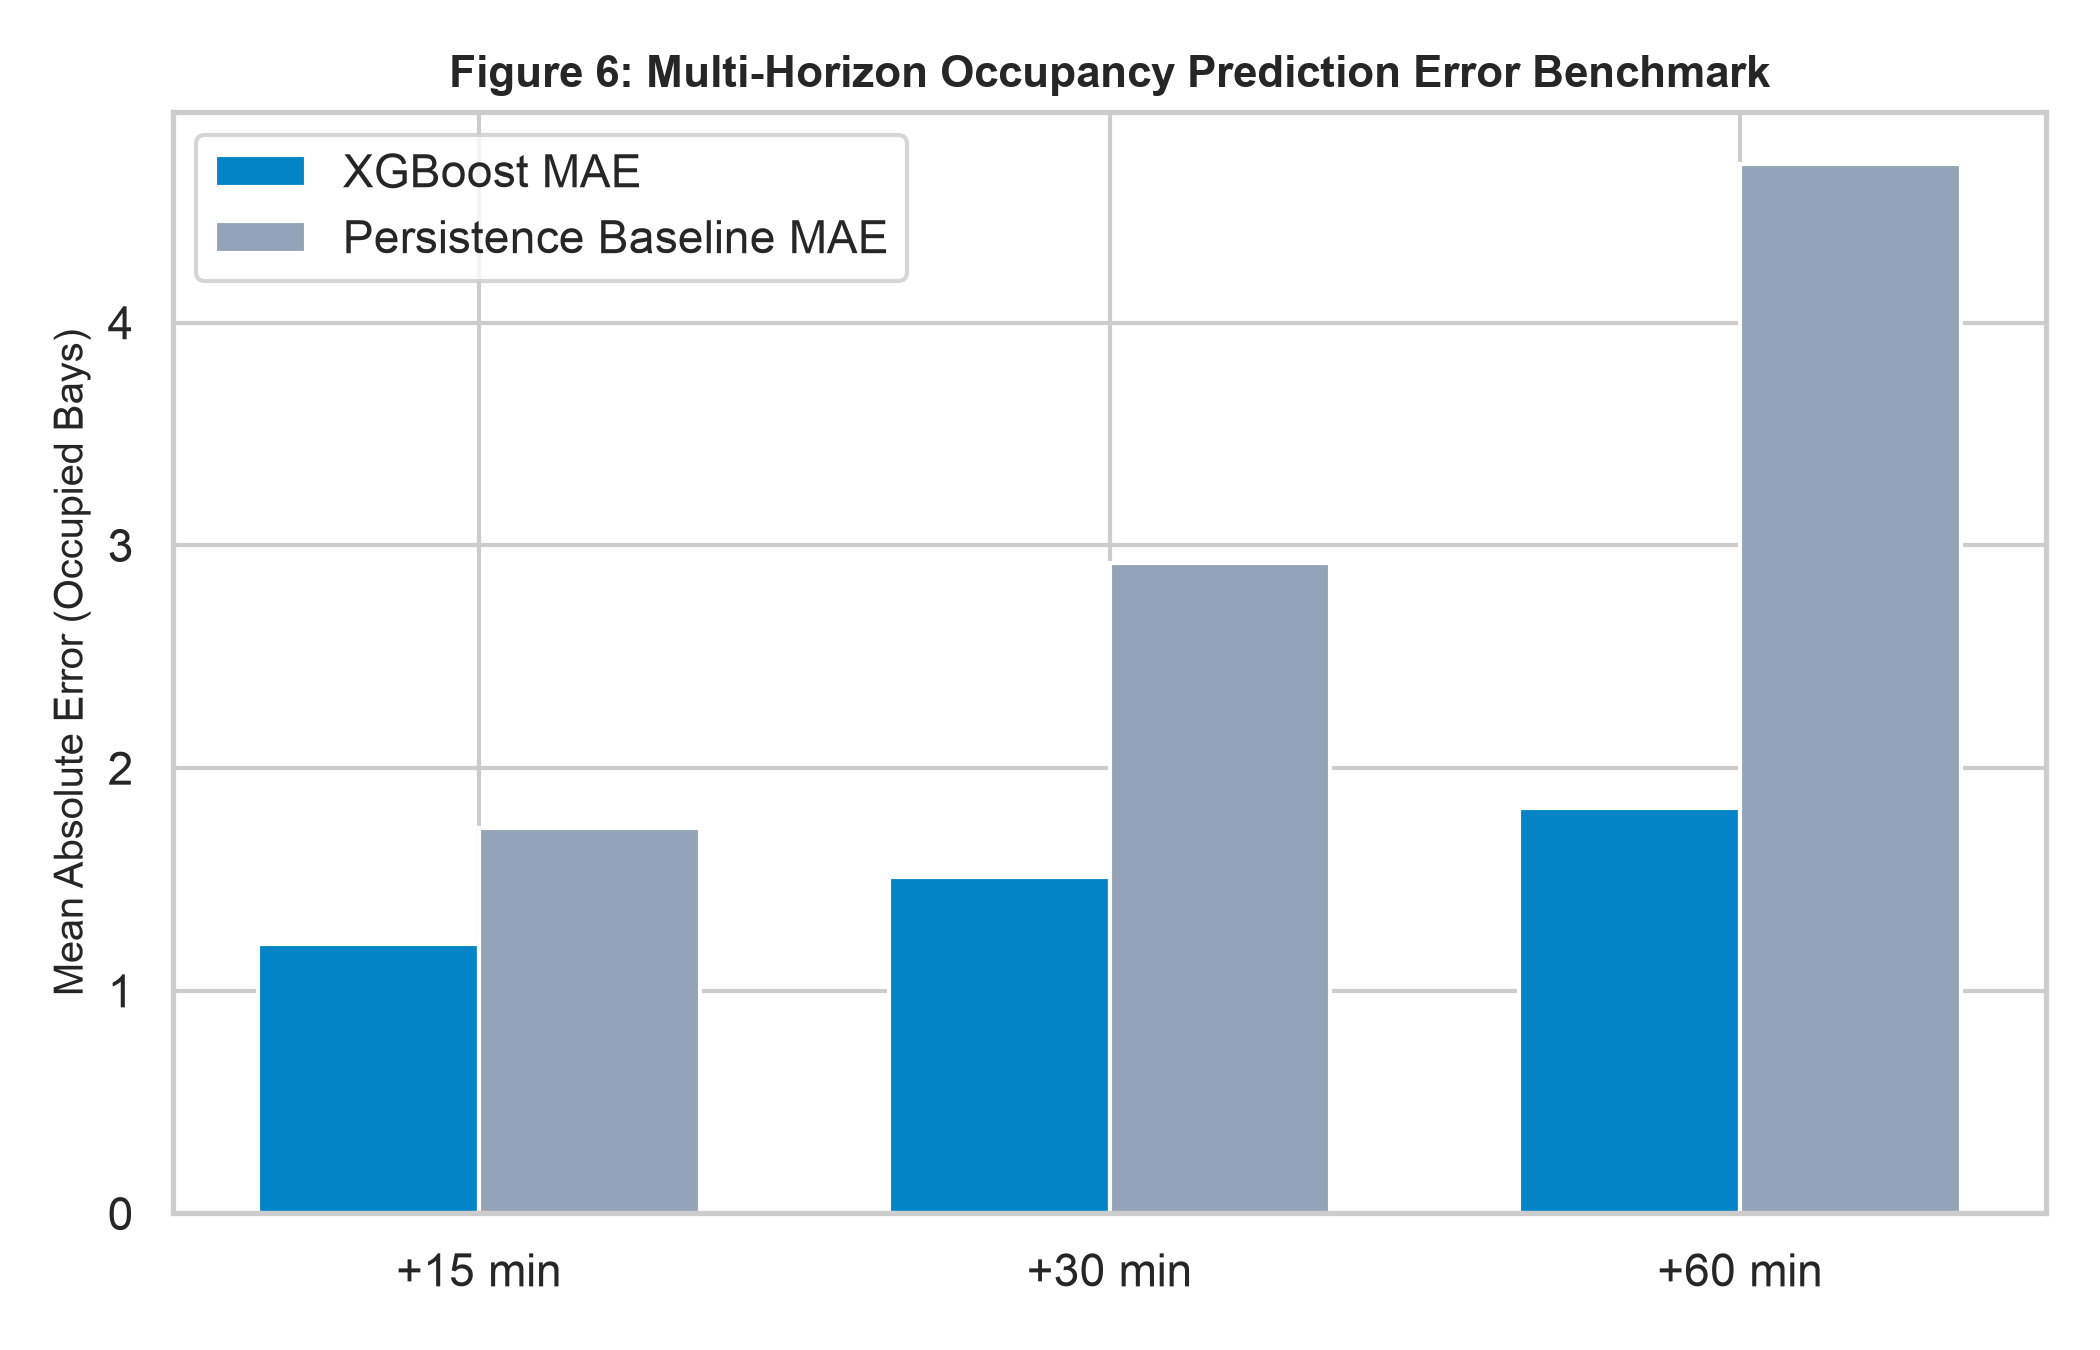 Figure 6: Multi-Horizon Occupancy Prediction Error Benchmark
XGBoost MAE
Persistence Baseline MAE
Mean Absolute Error (Occupied Bays)
4
3
2
1
0
+15 min
+30 min
+60 min